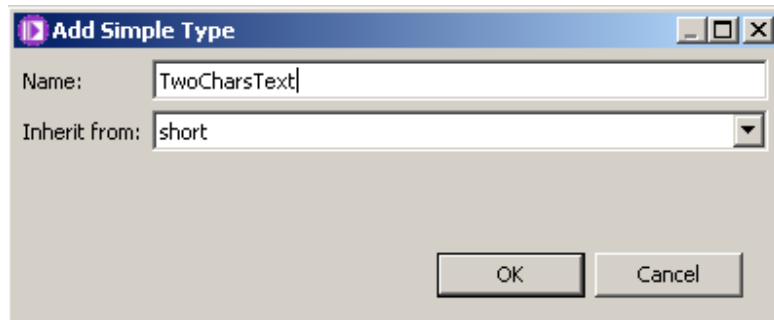 Add Simple Type
Name: TwoCharsText
Inherit from: short
OK Cancel